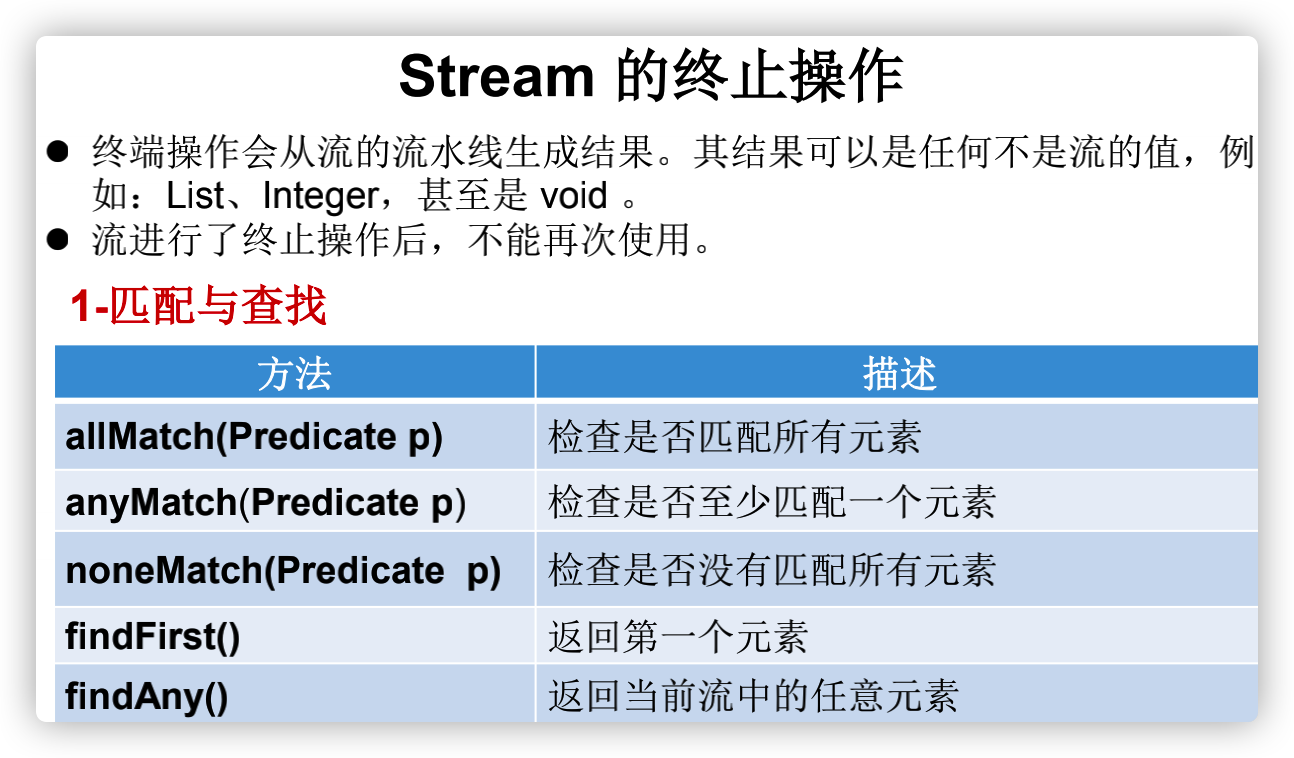 Stream 的终止操作
● 终端操作会从流的流水线生成结果。其结果可以是任何不是流的值，例
如：List、Integer，甚至是 void 。
● 流进行了终止操作后，不能再次使用。
1-匹配与查找
方法 描述
allMatch(Predicate p) 检查是否匹配所有元素
anyMatch(Predicate p) 检查是否至少匹配一个元素
noneMatch(Predicate  p) 检查是否没有匹配所有元素
findFirst() 返回第一个元素
findAny() 返回当前流中的任意元素